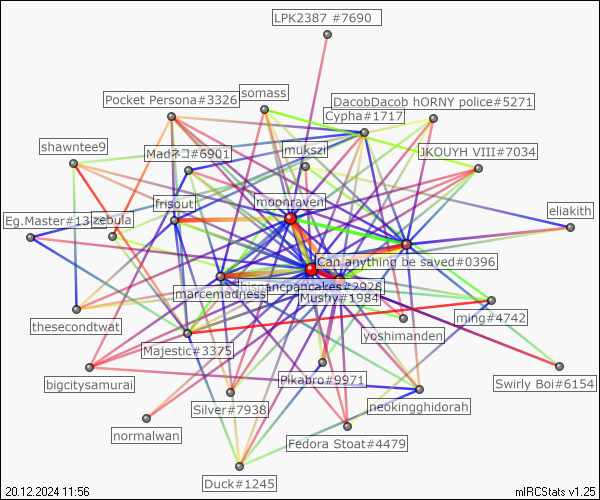 LPK2387 #7690
somass
Pocket Persona#3326
DacobDacob hORNY police#5271
Cypha#1717
shawntee9
Madネコ#6901
mukszi
JKOUYH VIII#7034
moonraven
frisout
Eg.Master#13
zebula
eliakith
Can anything be saved#0396
hispancpancakes#2928
marcemadness
Mushy#1984
thesecondtwat
ming#4742
yoshimanden
Majestic#3375
Pikabro#9971
bigcitysamurai
Swirly Boi#6154
Silver#7938
neokingghidorah
normalwan
Fedora Stoat#4479
Duck#1245
20.12.2024 11:56
mIRCStats v1.25